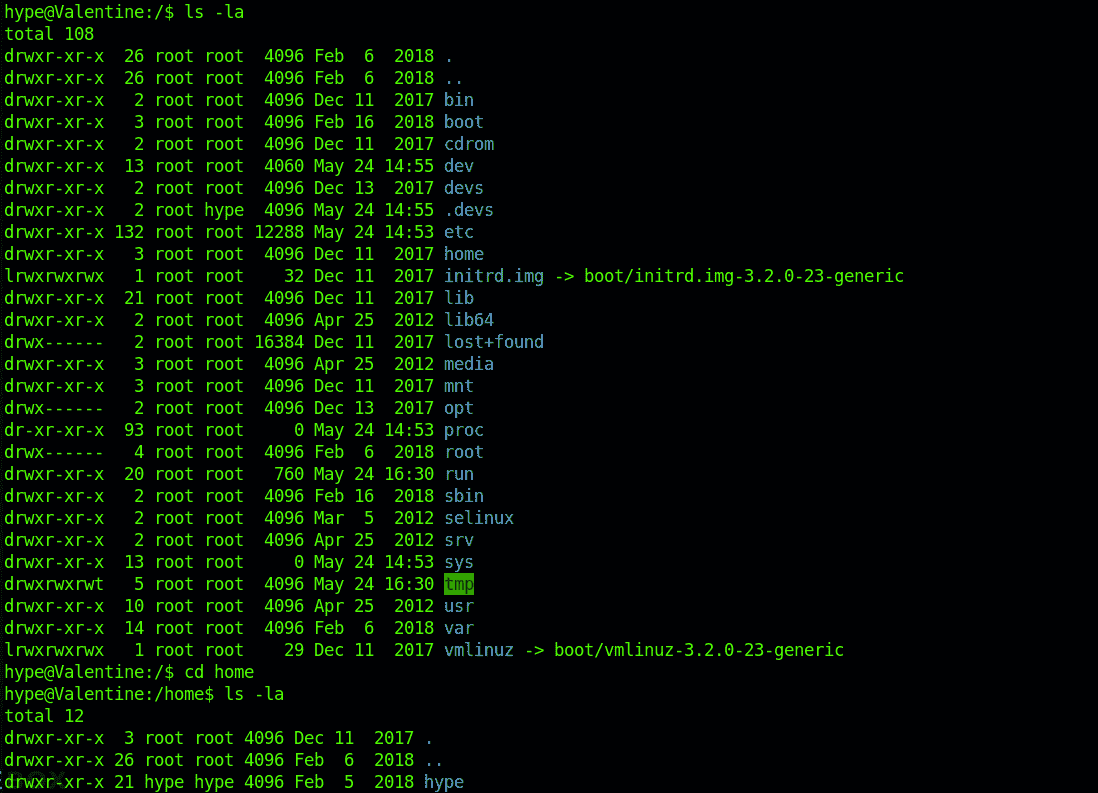 hype@Valentine:/$ ls -la
total 108
drwxr-xr-x  26 root root  4096 Feb  6  2018 .
drwxr-xr-x  26 root root  4096 Feb  6  2018 ..
drwxr-xr-x   2 root root  4096 Dec 11  2017 bin
drwxr-xr-x   3 root root  4096 Feb 16  2018 boot
drwxr-xr-x   2 root root  4096 Dec 11  2017 cdrom
drwxr-xr-x  13 root root  4060 May 24 14:55 dev
drwxr-xr-x   2 root root  4096 Dec 13  2017 devs
drwxr-xr-x   2 root hype  4096 May 24 14:55 .devs
drwxr-xr-x 132 root root 12288 May 24 14:53 etc
drwxr-xr-x   3 root root  4096 Dec 11  2017 home
lrwxrwxrwx   1 root root    32 Dec 11  2017 initrd.img -> boot/initrd.img-3.2.0-23-generic
drwxr-xr-x  21 root root  4096 Dec 11  2017 lib
drwxr-xr-x   2 root root  4096 Apr 25  2012 lib64
drwx------   2 root root 16384 Dec 11  2017 lost+found
drwxr-xr-x   3 root root  4096 Apr 25  2012 media
drwxr-xr-x   3 root root  4096 Dec 11  2017 mnt
drwx------   2 root root  4096 Dec 13  2017 opt
dr-xr-xr-x  93 root root     0 May 24 14:53 proc
drwx------   4 root root  4096 Feb  6  2018 root
drwxr-xr-x  20 root root   760 May 24 16:30 run
drwxr-xr-x   2 root root  4096 Feb 16  2018 sbin
drwxr-xr-x   2 root root  4096 Mar  5  2012 selinux
drwxr-xr-x   2 root root  4096 Apr 25  2012 srv
drwxr-xr-x  13 root root     0 May 24 14:53 sys
drwxrwxrwt   5 root root  4096 May 24 16:30 tmp
drwxr-xr-x  10 root root  4096 Apr 25  2012 usr
drwxr-xr-x  14 root root  4096 Feb  6  2018 var
lrwxrwxrwx   1 root root    29 Dec 11  2017 vmlinuz -> boot/vmlinuz-3.2.0-23-generic
hype@Valentine:/$ cd home
hype@Valentine:/home$ ls -la
total 12
drwxr-xr-x  3 root root 4096 Dec 11  2017 .
drwxr-xr-x 26 root root 4096 Feb  6  2018 ..
drwxr-xr-x 21 hype hype 4096 Feb  5  2018 hype